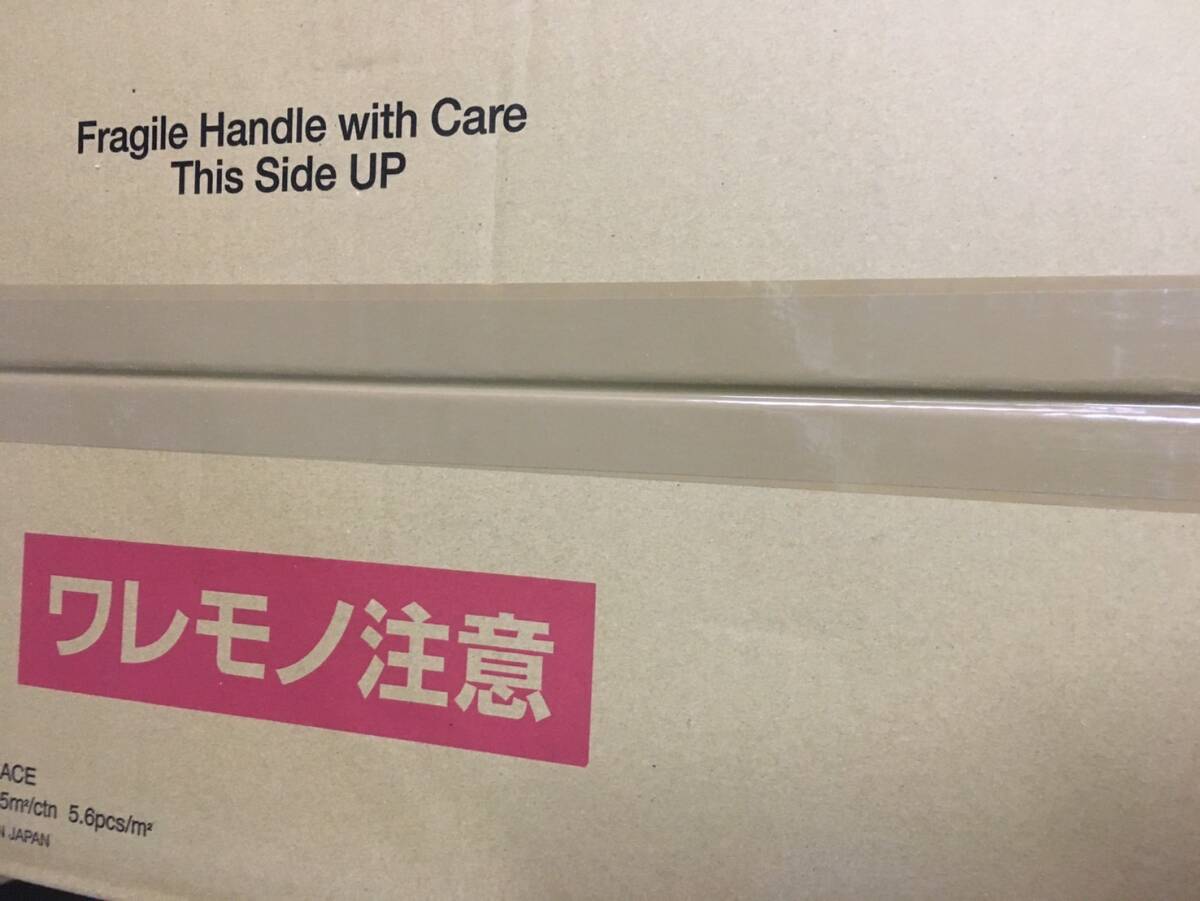 Fragile Handle with Care
This Side UP
ワレモノ注意
ACE
5m²/ctn 5.6pcs/m²
JAPAN